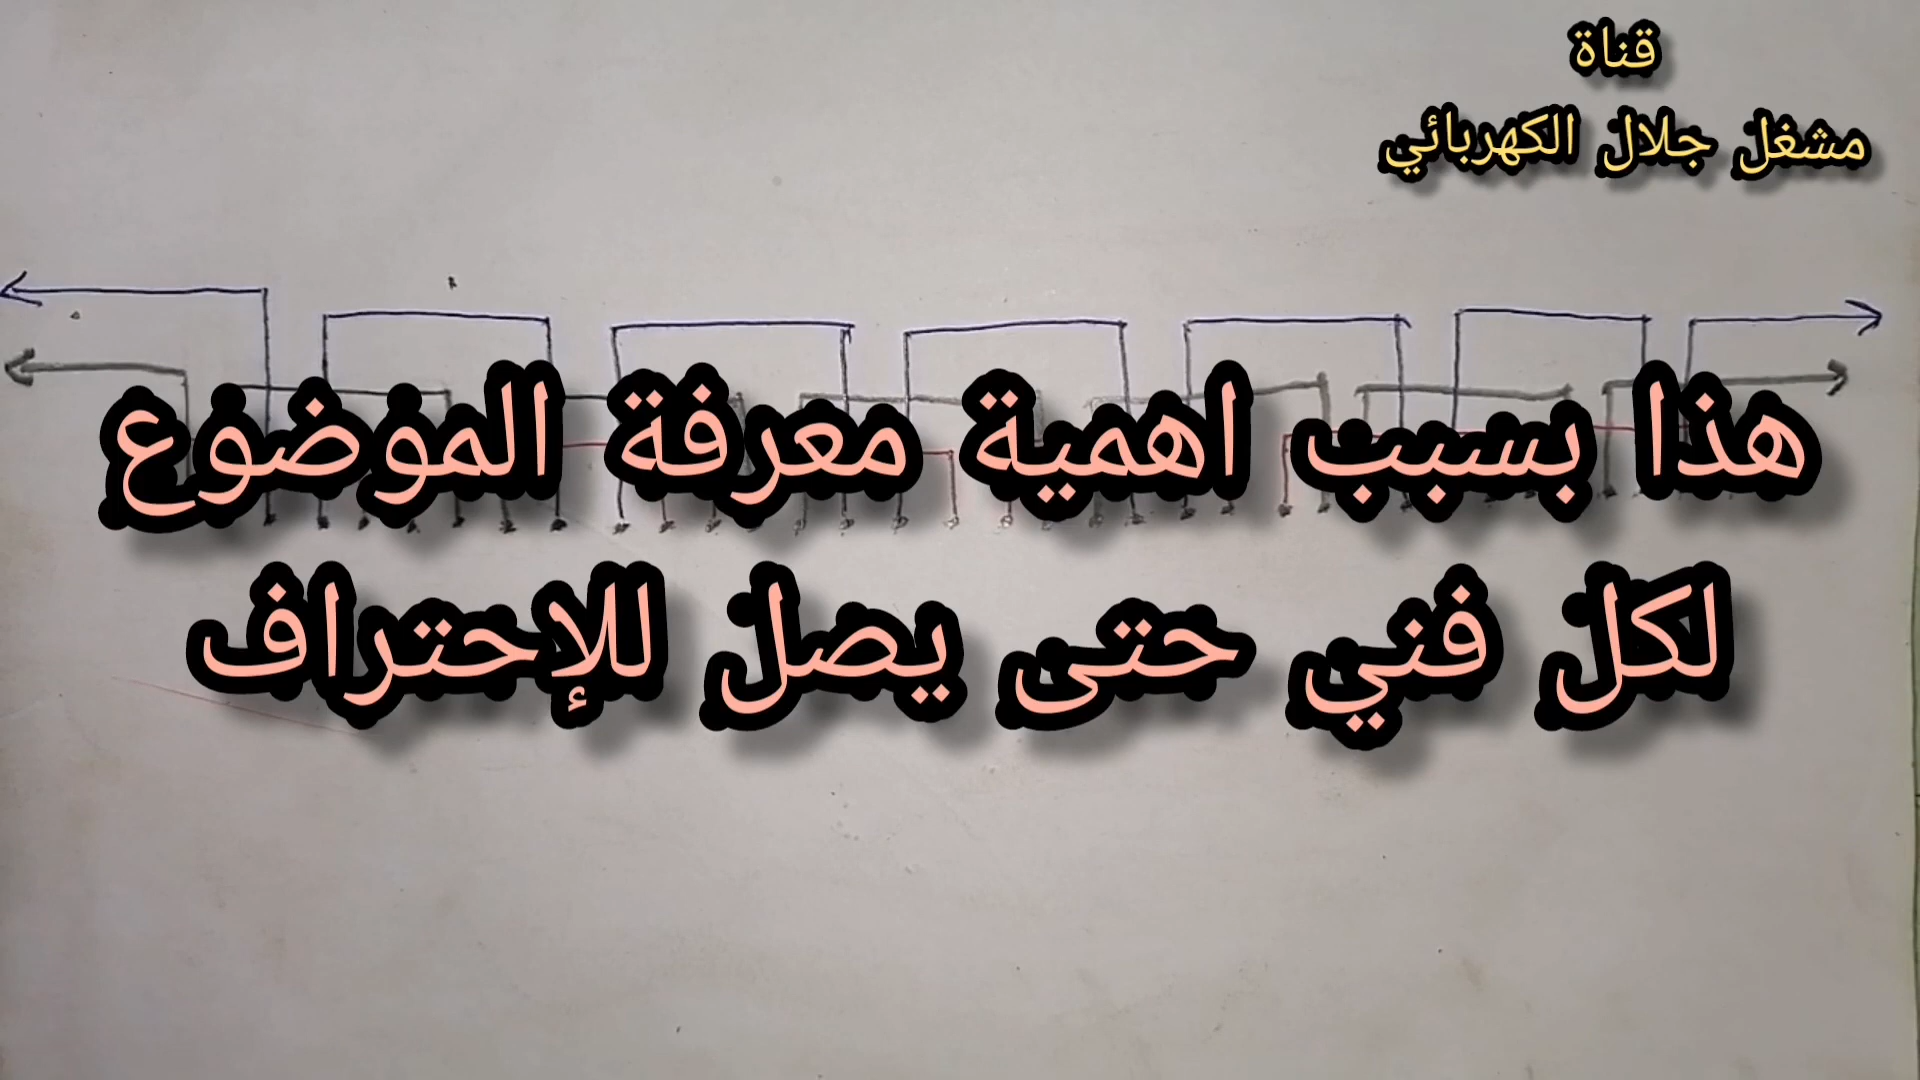 قناة
مشغل جلال الكهربائي
هذا بسبب اهمية معرفة الموضوع
لكل فني حتى يصل للإحتراف